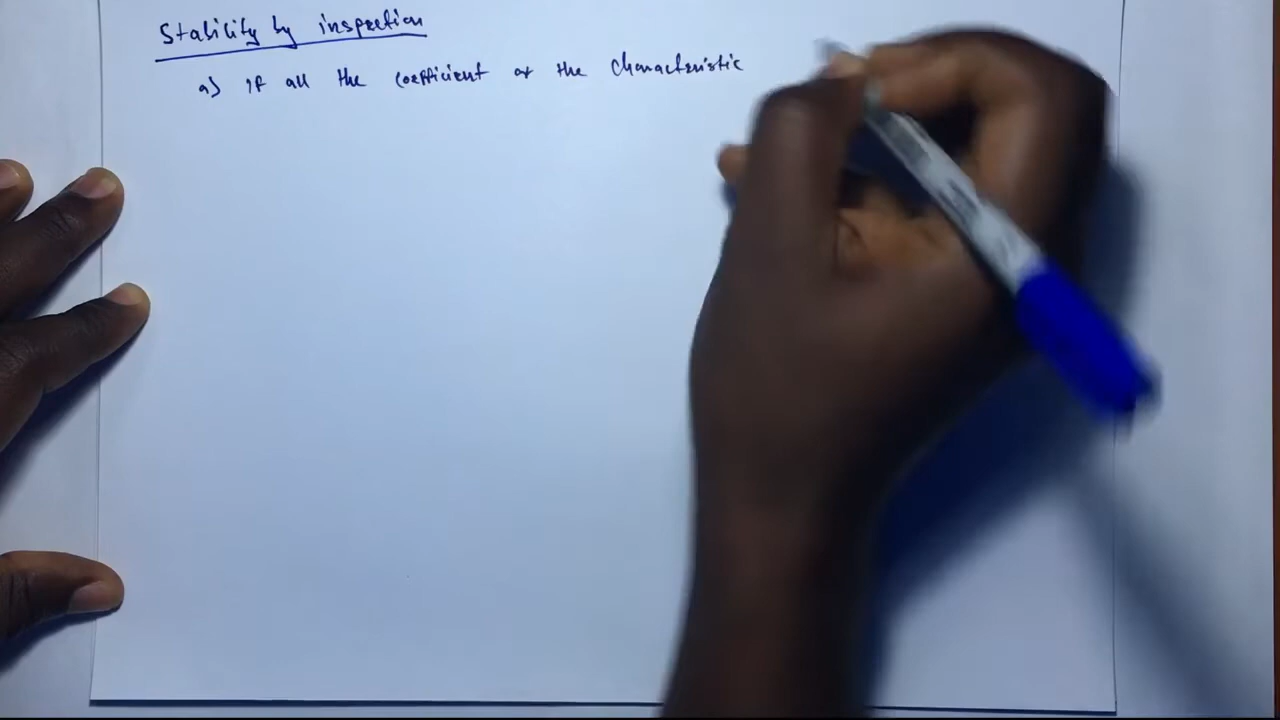 Stability by inspection
a) if all the coefficient of the characteristic